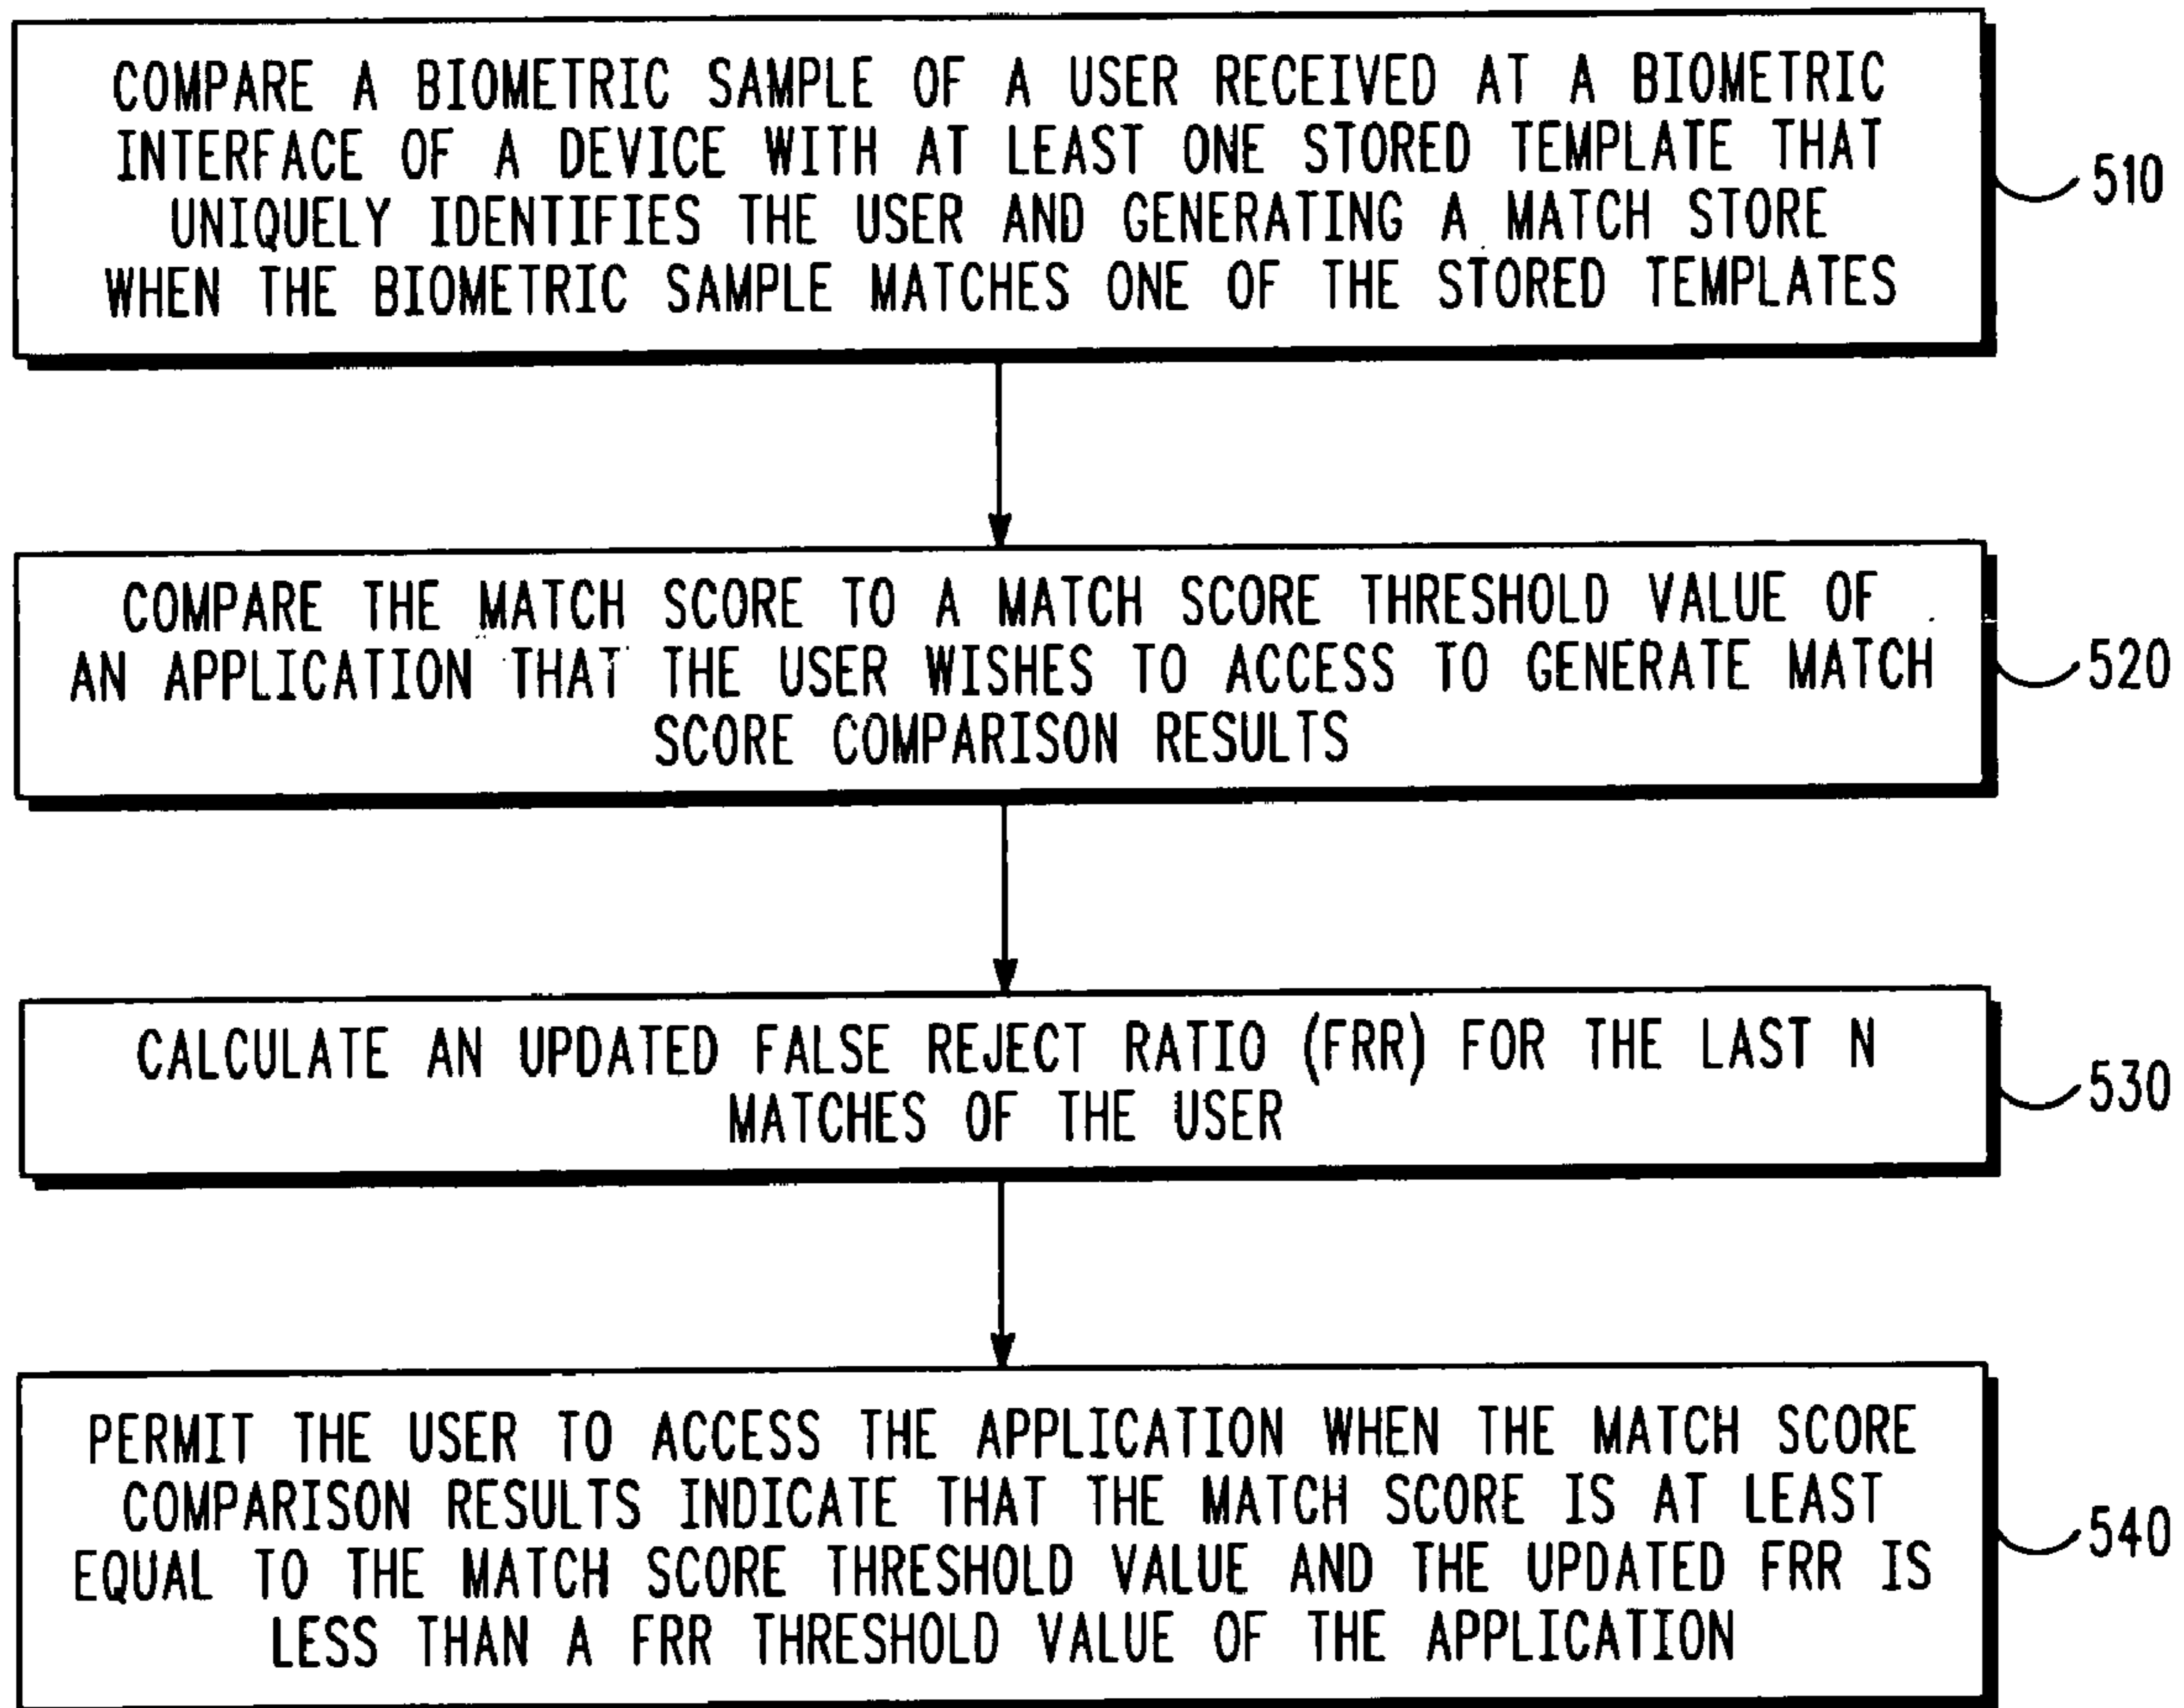 COMPARE A BIOMETRIC SAMPLE OF A USER RECEIVED AT A BIOMETRIC
INTERFACE OF A DEVICE WITH AT LEAST ONE STORED TEMPLATE THAT
UNIQUELY IDENTIFIES THE USER AND GENERATING A MATCH STORE
WHEN THE BIOMETRIC SAMPLE MATCHES ONE OF THE STORED TEMPLATES
510
COMPARE THE MATCH SCORE TO A MATCH SCORE THRESHOLD VALUE OF
AN APPLICATION THAT THE USER WISHES TO ACCESS TO GENERATE MATCH
SCORE COMPARISON RESULTS
520
CALCULATE AN UPDATED FALSE REJECT RATIO (FRR) FOR THE LAST N
MATCHES OF THE USER
530
PERMIT THE USER TO ACCESS THE APPLICATION WHEN THE MATCH SCORE
COMPARISON RESULTS INDICATE THAT THE MATCH SCORE IS AT LEAST
EQUAL TO THE MATCH SCORE THRESHOLD VALUE AND THE UPDATED FRR IS
LESS THAN A FRR THRESHOLD VALUE OF THE APPLICATION
540